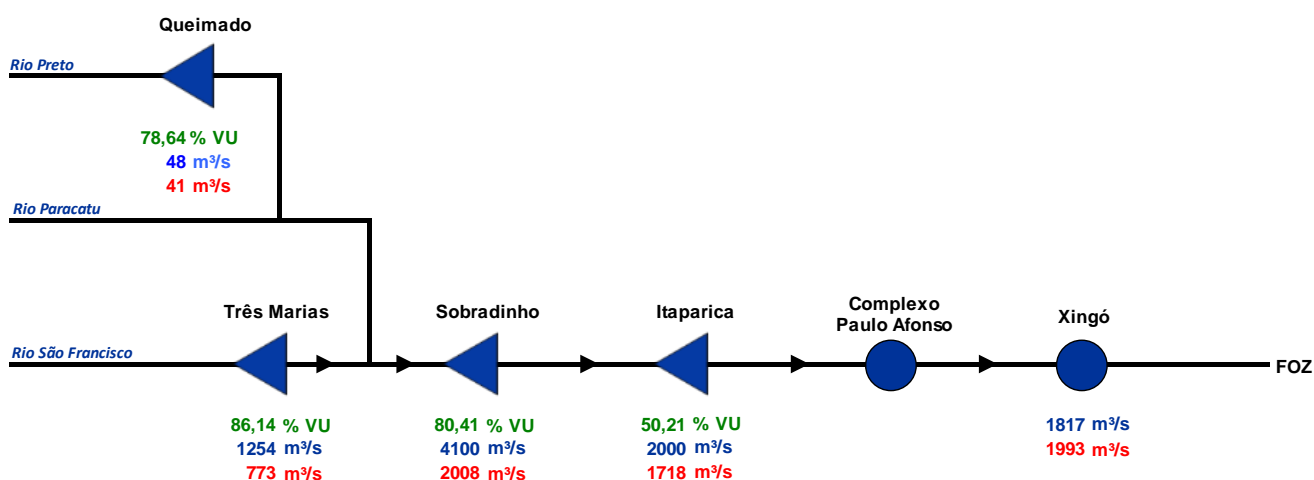 Queimado
Rio Preto
78,64 % VU
48 m³/s
41 m³/s
Rio Paracatu
Três Marias
Sobradinho
Itaparica
Complexo
Paulo Afonso
Xingó
Rio São Francisco
FOZ
86,14 % VU
1254 m³/s
773 m³/s
80,41 % VU
4100 m³/s
2008 m³/s
50,21 % VU
2000 m³/s
1718 m³/s
1817 m³/s
1993 m³/s